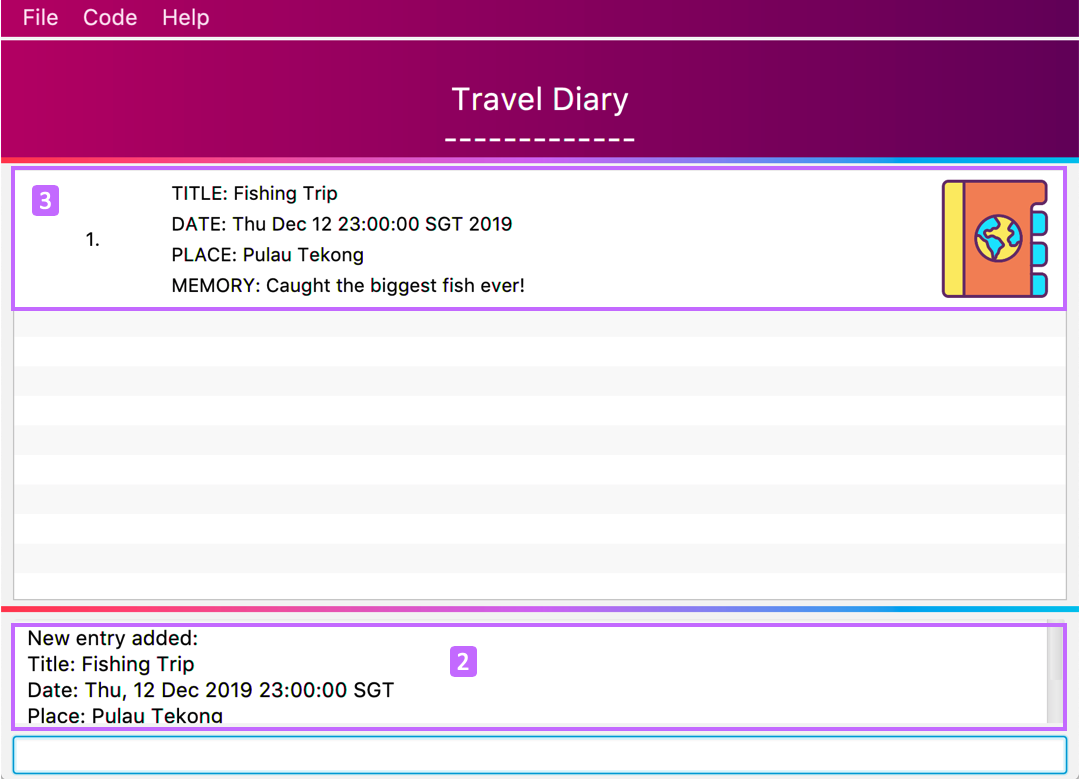 File Code Help
Travel Diary
-------------
3
1.
TITLE: Fishing Trip
DATE: Thu Dec 12 23:00:00 SGT 2019
PLACE: Pulau Tekong
MEMORY: Caught the biggest fish ever!
New entry added:
2
Title: Fishing Trip
Date: Thu, 12 Dec 2019 23:00:00 SGT
Place: Pulau Tekong